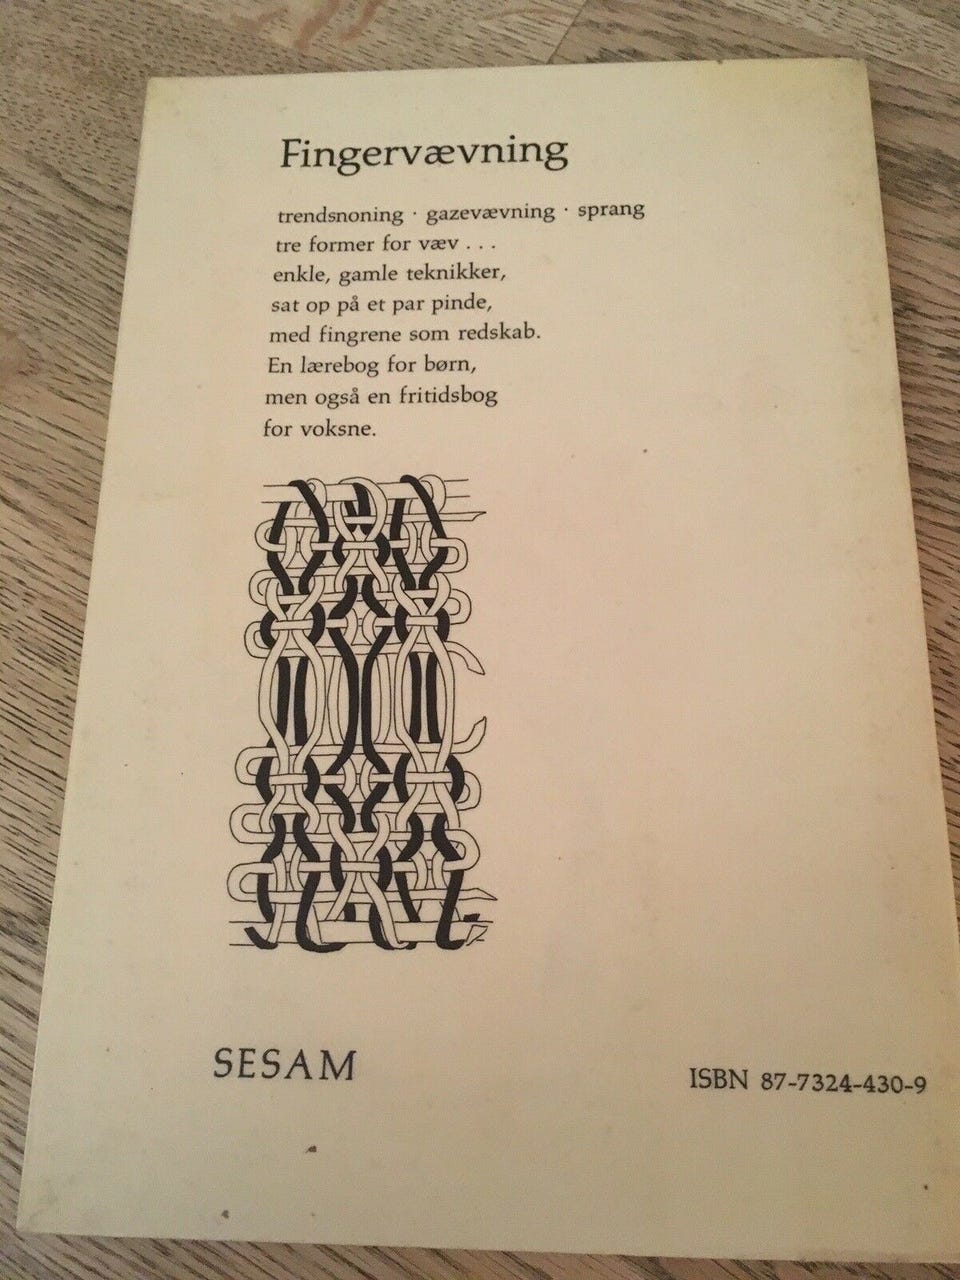 Fingervævning
trendsnoning · gazevævning · sprang
tre former for væv . . .
enkle, gamle teknikker,
sat op på et par pinde,
med fingrene som redskab.
En lærebog for børn,
men også en fritidsbog
for voksne.
SESAM
ISBN 87-7324-430-9